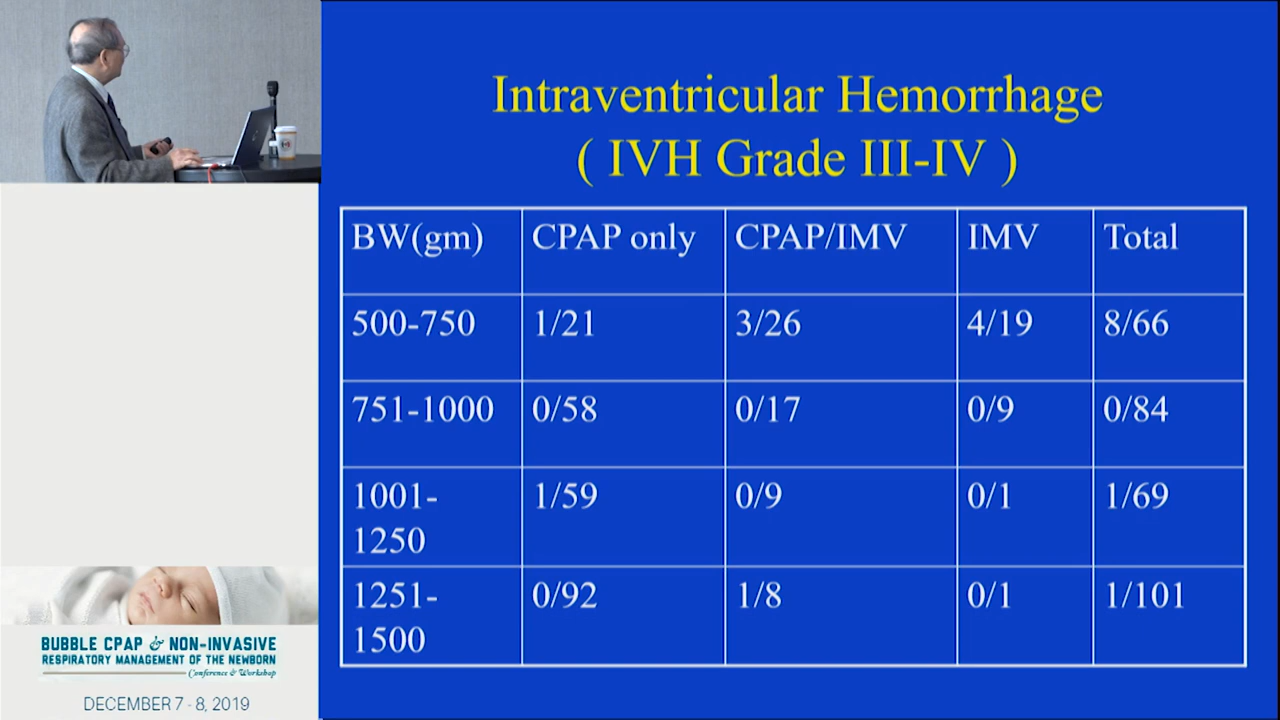 Intraventricular Hemorrhage
( IVH Grade III-IV )
BW(gm) CPAP only CPAP/IMV IMV Total
500-750 1/21 3/26 4/19 8/66
751-1000 0/58 0/17 0/9 0/84
1001-
1250 1/59 0/9 0/1 1/69
1251-
1500 0/92 1/8 0/1 1/101
BUBBLE CPAP & NON-INVASIVE
RESPIRATORY MANAGEMENT OF THE NEWBORN
Conference & Workshop
DECEMBER 7 - 8, 2019